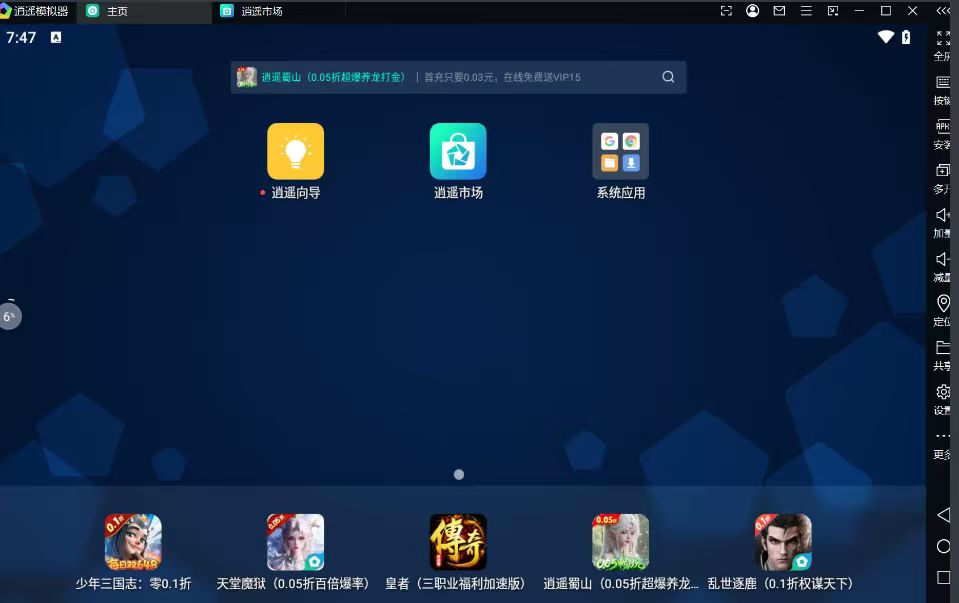 逍遥模拟器 主页 逍遥市场
7:47 A
全屏
逍遥蜀山（0.05折超爆养龙打金） | 首充只要0.03元，在线免费送VIP15
按键
APK
安装
逍遥向导 逍遥市场 系统应用
多开
加量
减量
6%
定位
共享
设置
更多
0.1折 0.05折 傳奇 0.05折 0.1折
每日双648 0.05畅玩
少年三国志：零0.1折 天堂魔狱（0.05折百倍爆率） 皇者（三职业福利加速版） 逍遥蜀山（0.05折超爆养龙... 乱世逐鹿（0.1折权谋天下）